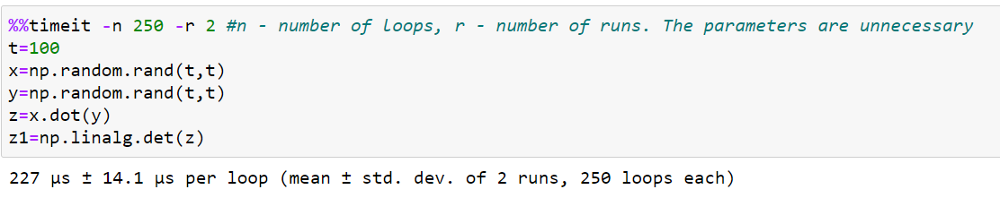 %%timeit -n 250 -r 2 #n - number of loops, r - number of runs. The parameters are unnecessary
t=100
x=np.random.rand(t,t)
y=np.random.rand(t,t)
z=x.dot(y)
z1=np.linalg.det(z)
227 µs ± 14.1 µs per loop (mean ± std. dev. of 2 runs, 250 loops each)